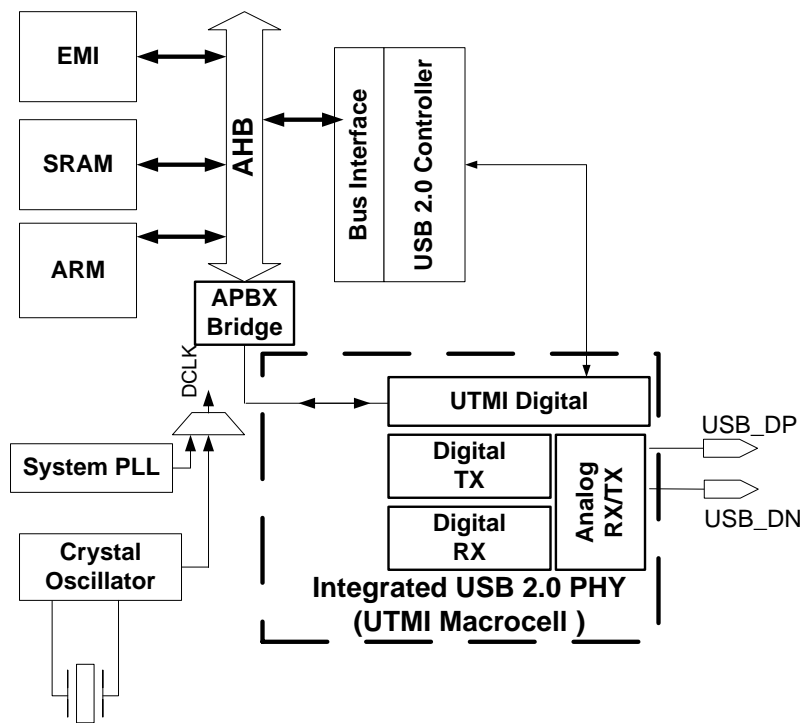 EMI
SRAM
ARM
AHB
Bus Interface
USB 2.0 Controller
APBX
Bridge
DCLK
System PLL
Crystal
Oscillator
UTMI Digital
Digital
TX
Digital
RX
Analog
RX/TX
USB_DP
USB_DN
Integrated USB 2.0 PHY
(UTMI Macrocell )